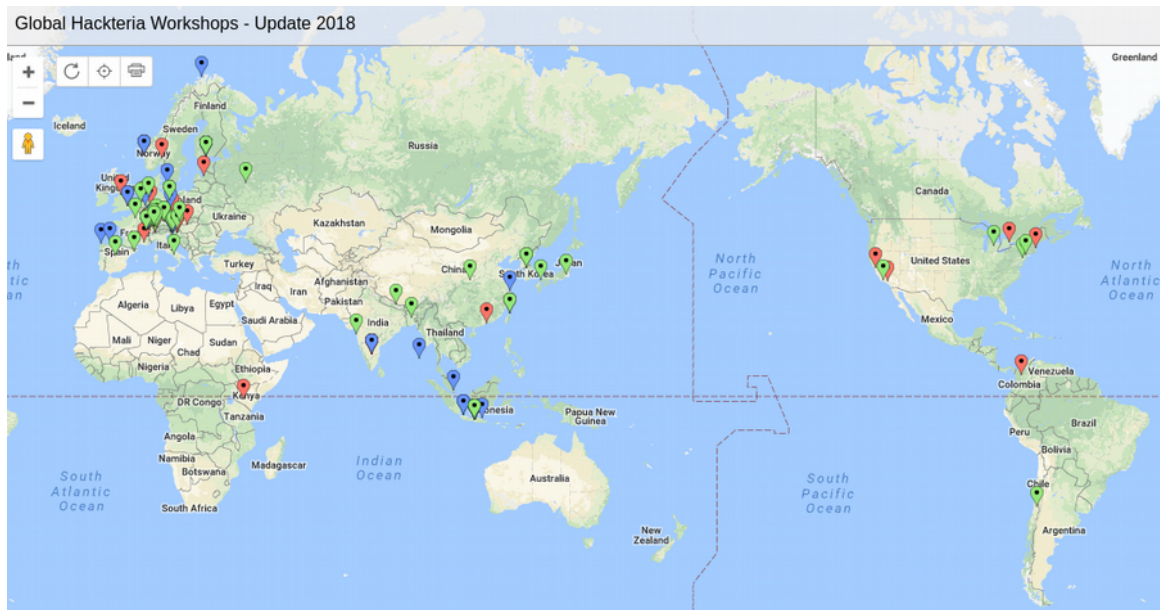 Global Hackteria Workshops - Update 2018
Greenland
+
−
Iceland
Finland
Sweden
Norway
Russia
Canada
United
Ukraine
Kazakhstan
Mongolia
Spain
Turkey
China
South Korea
United States
North
Pacific
Ocean
North
Atlantic
Ocean
Iraq
Iran
Afghanistan
Pakistan
Algeria
Libya
Egypt
Saudi Arabia
India
Mexico
Mali
Niger
Chad
Sudan
Thailand
Nigeria
Ethiopia
Venezuela
Colombia
Kenya
DR Congo
Tanzania
Papua New
Guinea
Brazil
Peru
Angola
Bolivia
Namibia
Botswana
Madagascar
Indian
Ocean
South
Atlantic
Ocean
Australia
South
Pacific
Ocean
Chile
South Africa
New
Zealand
Argentina